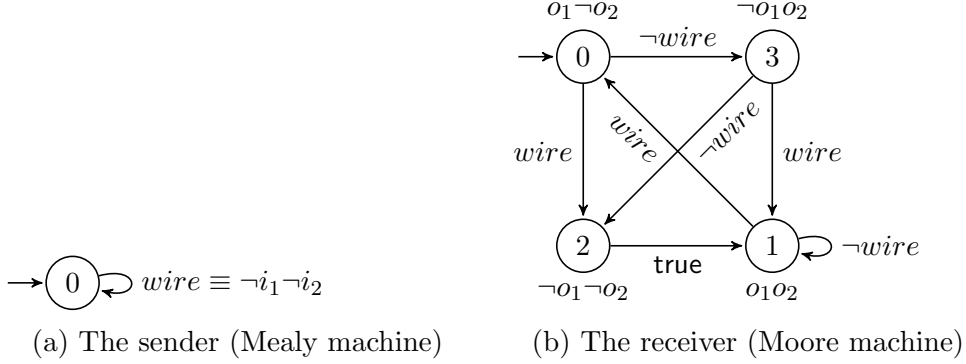 o₁¬o₂ ¬o₁o₂
0 ¬wire 3
wire wire ¬wire wire
2 true 1 ¬wire
¬o₁¬o₂ o₁o₂
0 wire ≡ ¬i₁¬i₂
(a) The sender (Mealy machine) (b) The receiver (Moore machine)